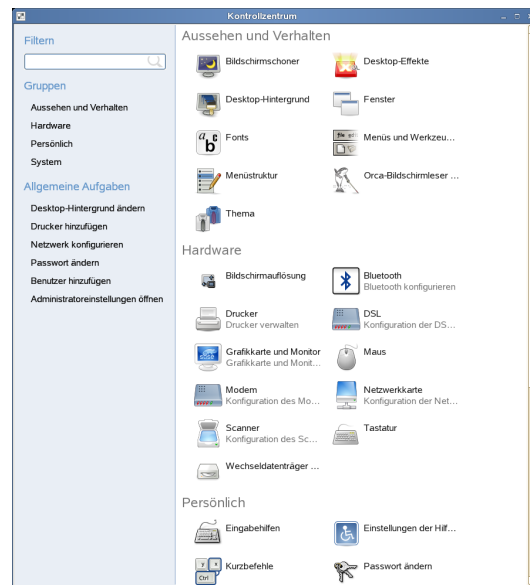 Kontrollzentrum
Filtern
Gruppen
Aussehen und Verhalten
Hardware
Persönlich
System
Allgemeine Aufgaben
Desktop-Hintergrund ändern
Drucker hinzufügen
Netzwerk konfigurieren
Passwort ändern
Benutzer hinzufügen
Administratoreinstellungen öffnen
Aussehen und Verhalten
Bildschirmschoner
Desktop-Effekte
Desktop-Hintergrund
Fenster
Fonts
Menüs und Werkzeu...
Menüstruktur
Orca-Bildschirmleser ...
Thema
Hardware
Bildschirmauflösung
Bluetooth
Bluetooth konfigurieren
Drucker
Drucker verwalten
DSL
Konfiguration der DS...
Grafikkarte und Monitor
Grafikkarte und Monit...
Maus
Modem
Konfiguration des Mo...
Netzwerkkarte
Konfiguration der Net...
Scanner
Konfiguration des Sc...
Tastatur
Wechseldatenträger ...
Persönlich
Eingabehilfen
Einstellungen der Hilf...
Kurzbefehle
Passwort ändern